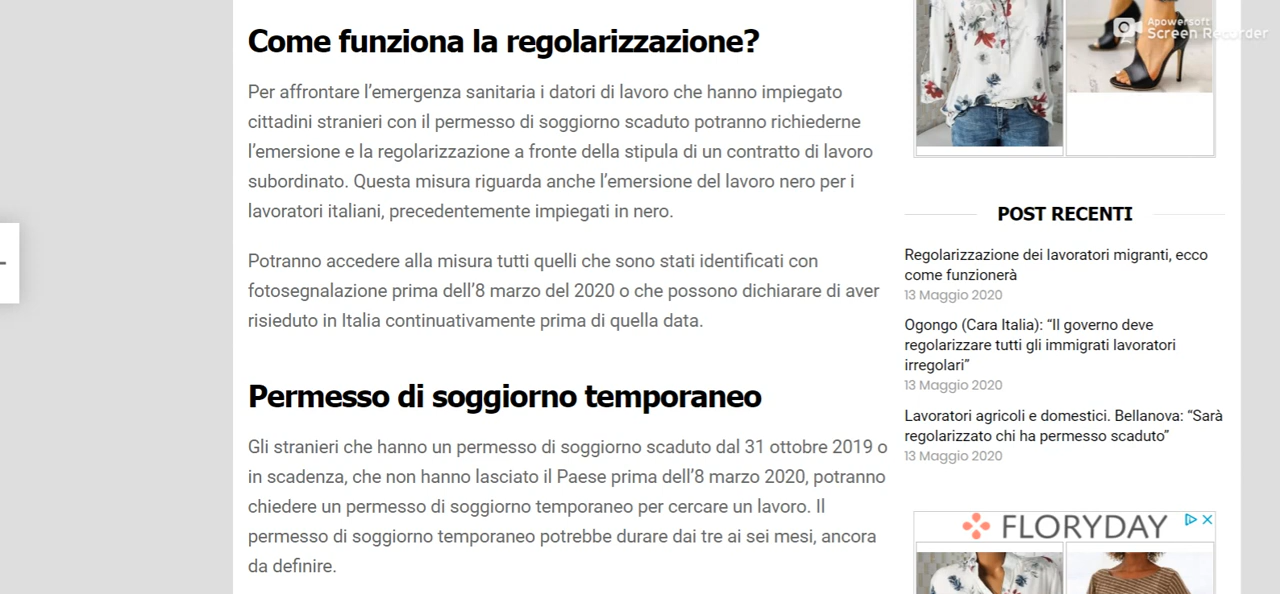 Come funziona la regolarizzazione?
Per affrontare l’emergenza sanitaria i datori di lavoro che hanno impiegato
cittadini stranieri con il permesso di soggiorno scaduto potranno richiederne
l’emersione e la regolarizzazione a fronte della stipula di un contratto di lavoro
subordinato. Questa misura riguarda anche l’emersione del lavoro nero per i
lavoratori italiani, precedentemente impiegati in nero.
Potranno accedere alla misura tutti quelli che sono stati identificati con
fotosegnalazione prima dell’8 marzo del 2020 o che possono dichiarare di aver
risieduto in Italia continuativamente prima di quella data.
Permesso di soggiorno temporaneo
Gli stranieri che hanno un permesso di soggiorno scaduto dal 31 ottobre 2019 o
in scadenza, che non hanno lasciato il Paese prima dell’8 marzo 2020, potranno
chiedere un permesso di soggiorno temporaneo per cercare un lavoro. Il
permesso di soggiorno temporaneo potrebbe durare dai tre ai sei mesi, ancora
da definire.
Apowersoft
Screen Recorder
POST RECENTI
Regolarizzazione dei lavoratori migranti, ecco
come funzionerà
13 Maggio 2020
Ogongo (Cara Italia): “Il governo deve
regolarizzare tutti gli immigrati lavoratori
irregolari”
13 Maggio 2020
Lavoratori agricoli e domestici. Bellanova: “Sarà
regolarizzato chi ha permesso scaduto”
13 Maggio 2020
FLORYDAY